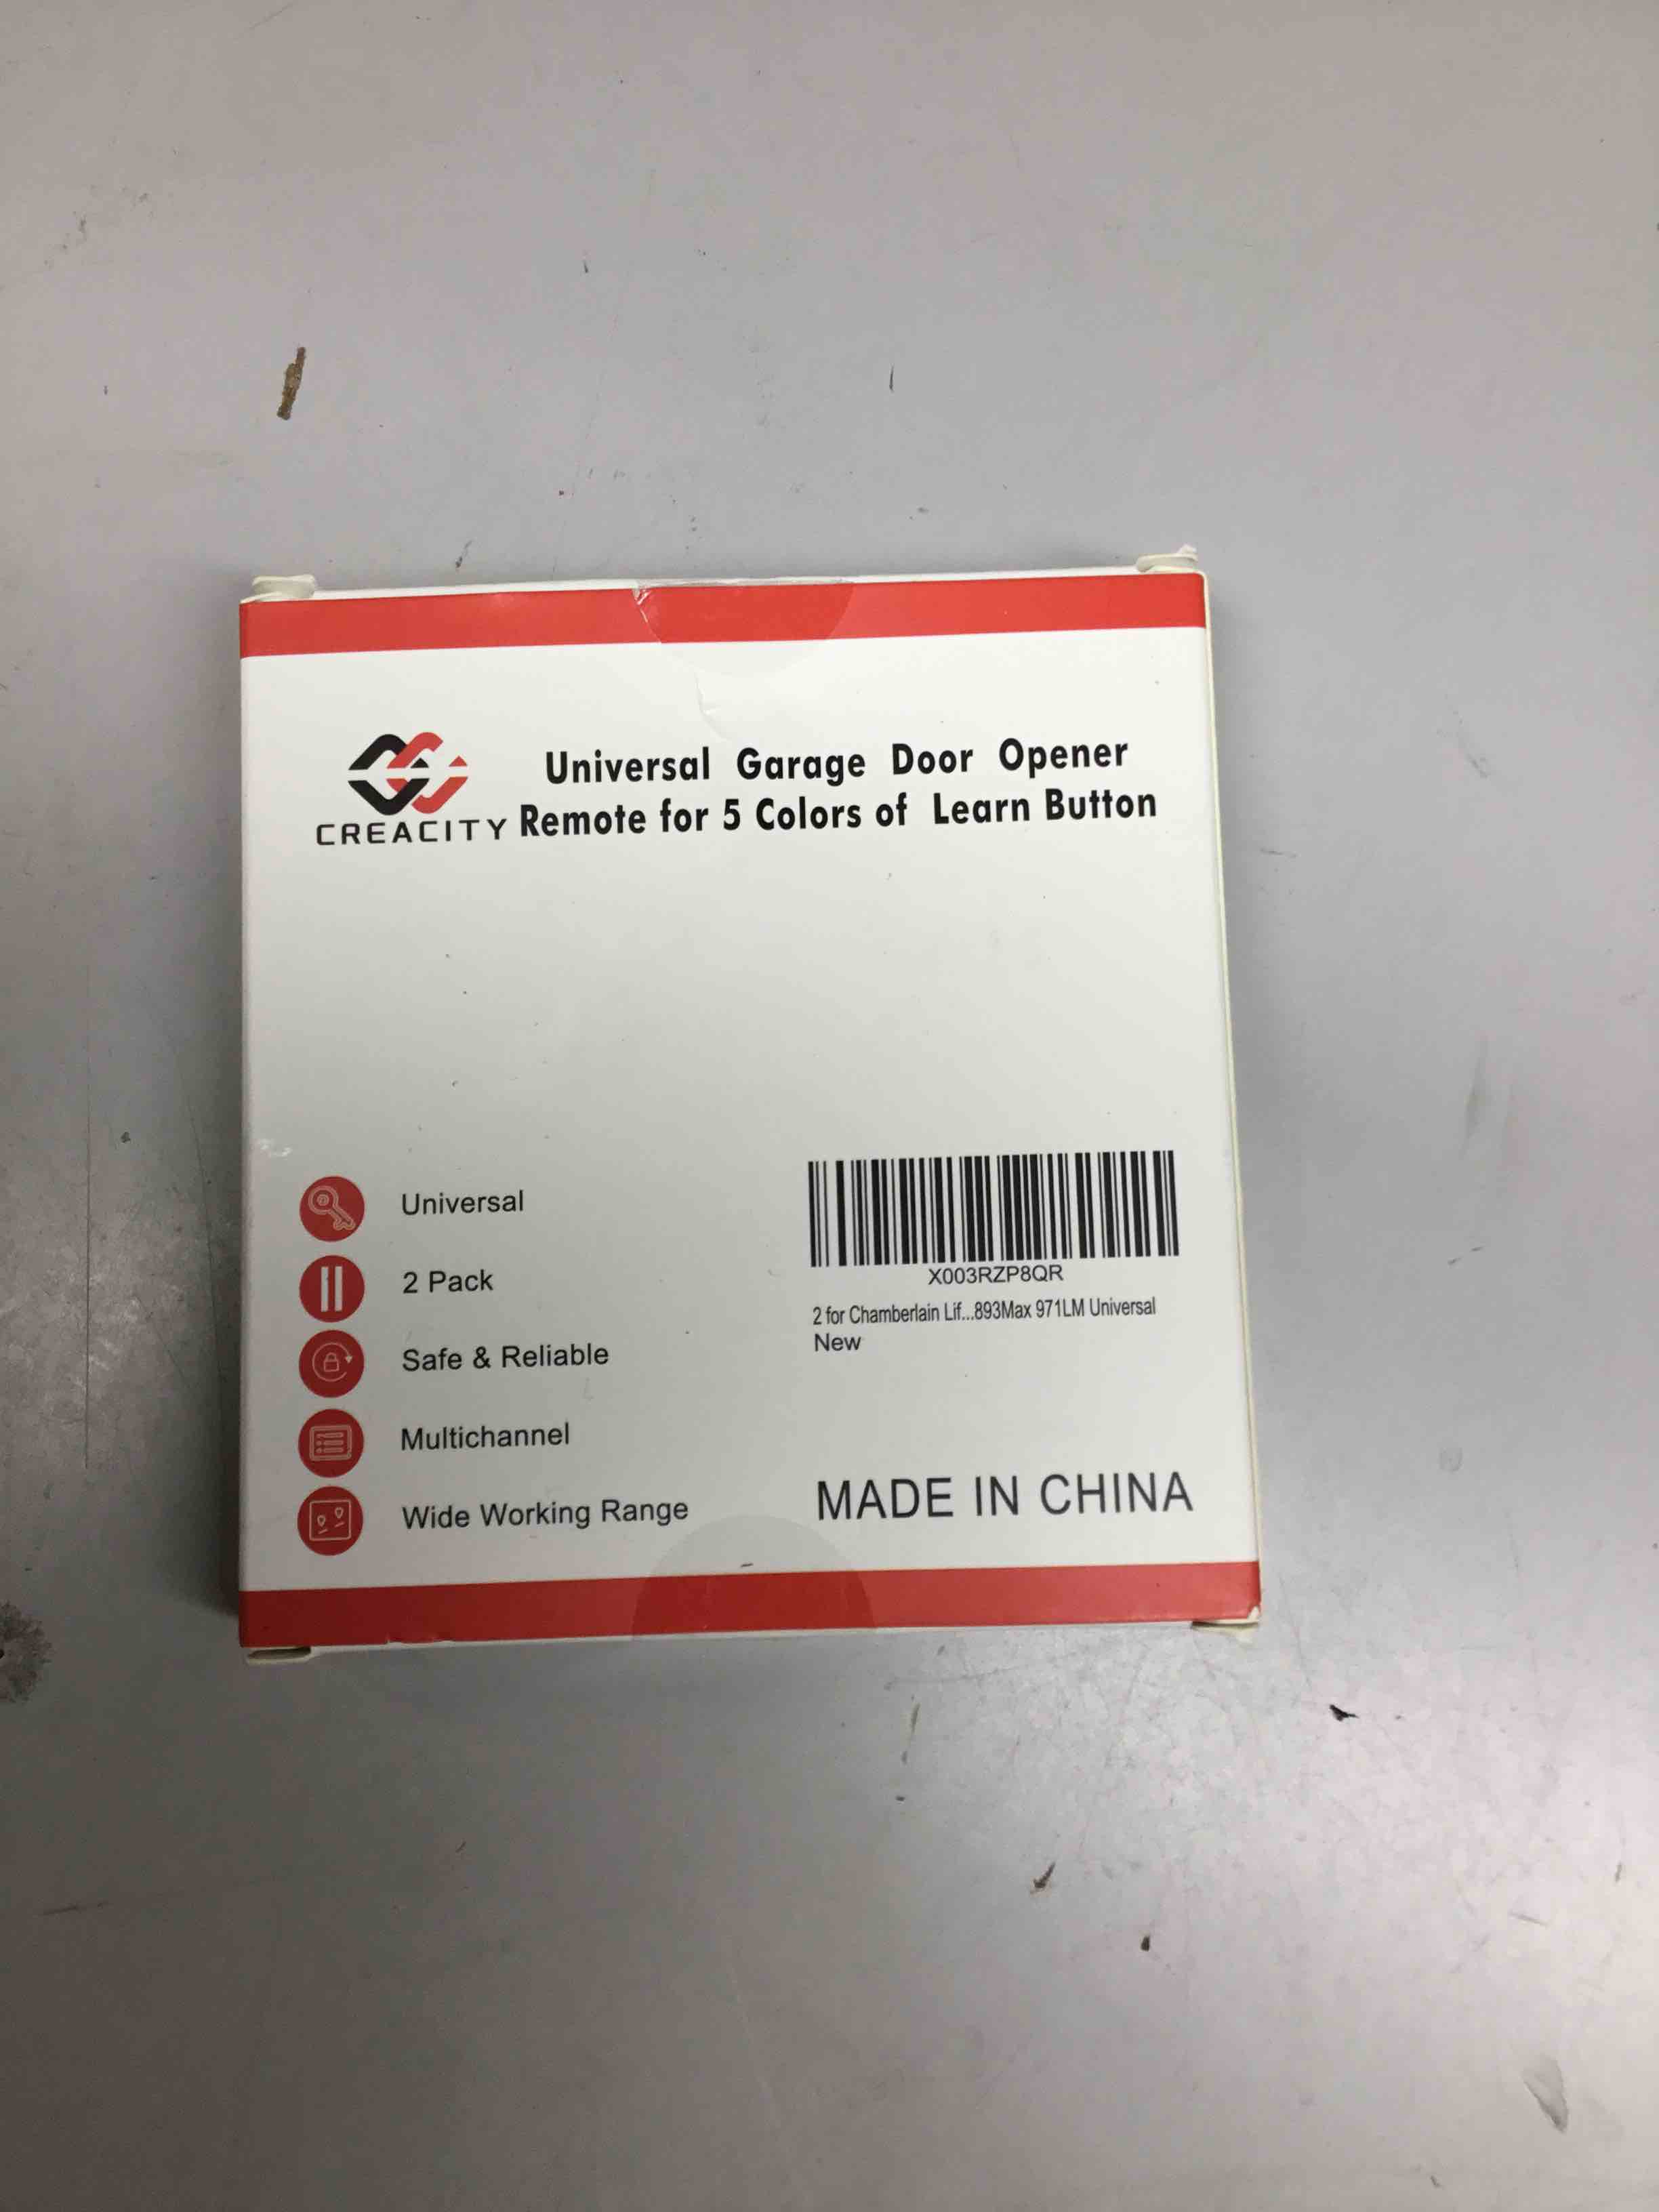 Universal Garage Door Opener
CREACITY Remote for 5 Colors of Learn Button
Universal
2 Pack
Safe & Reliable
Multichannel
Wide Working Range
X003RZP8QR
2 for Chamberlain Lif...893Max 971LM Universal
New
MADE IN CHINA